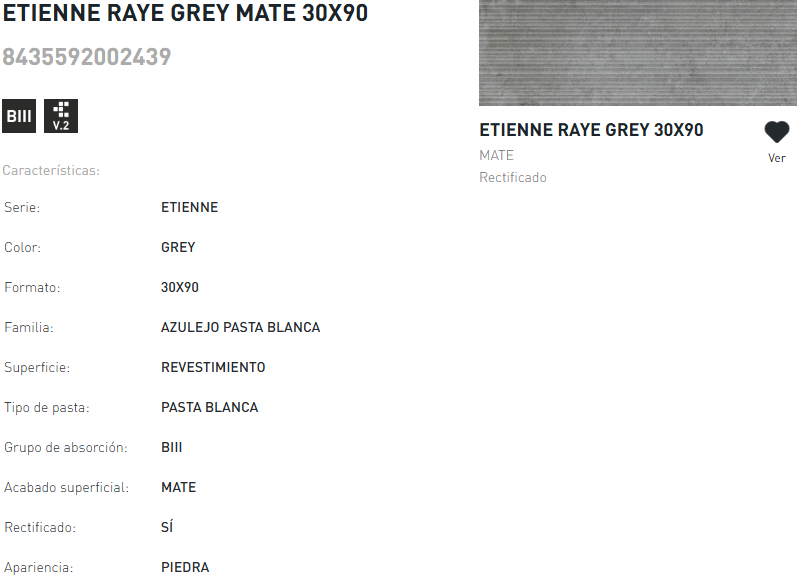 ETIENNE RAYE GREY MATE 30X90
8435592002439
BIII
V.2
Características:
Serie: ETIENNE
Color: GREY
Formato: 30X90
Familia: AZULEJO PASTA BLANCA
Superficie: REVESTIMIENTO
Tipo de pasta: PASTA BLANCA
Grupo de absorción: BIII
Acabado superficial: MATE
Rectificado: SÍ
Apariencia: PIEDRA
ETIENNE RAYE GREY 30X90
MATE
Rectificado
Ver